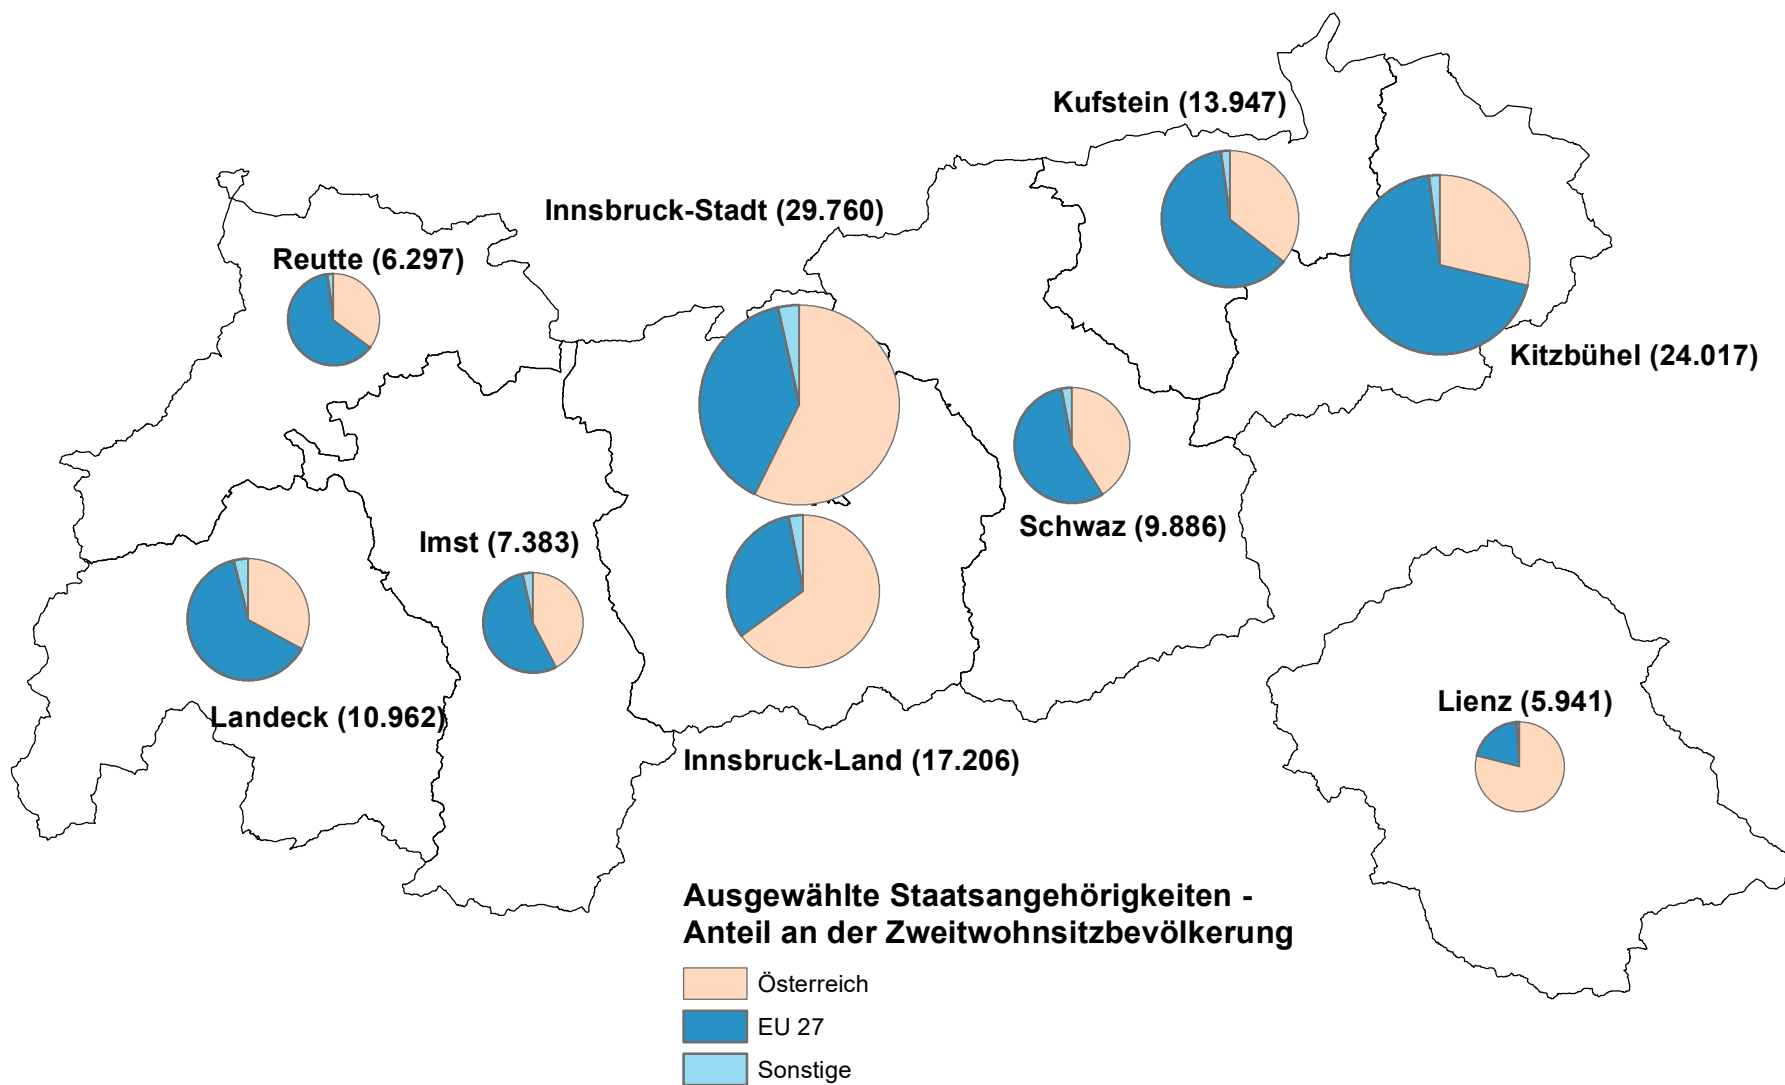 Kufstein (13.947)
Innsbruck-Stadt (29.760)
Reutte (6.297)
Kitzbühel (24.017)
Schwaz (9.886)
Imst (7.383)
Lienz (5.941)
Landeck (10.962)
Innsbruck-Land (17.206)
Ausgewählte Staatsangehörigkeiten -
Anteil an der Zweitwohnsitzbevölkerung
Österreich
EU 27
Sonstige